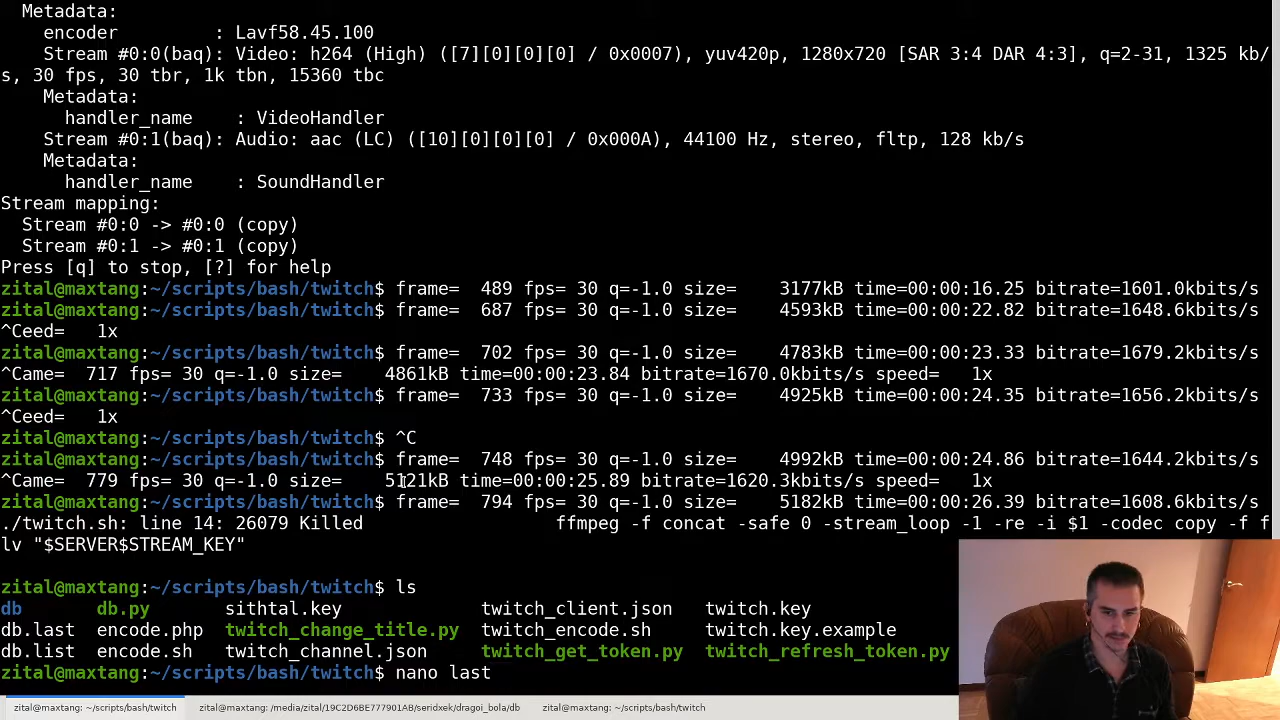 Metadata:
encoder : Lavf58.45.100
Stream #0:0(baq): Video: h264 (High) ([7][0][0][0] / 0x0007), yuv420p, 1280x720 [SAR 3:4 DAR 4:3], q=2-31, 1325 kb/
s, 30 fps, 30 tbr, 1k tbn, 15360 tbc
Metadata:
handler_name : VideoHandler
Stream #0:1(baq): Audio: aac (LC) ([10][0][0][0] / 0x000A), 44100 Hz, stereo, fltp, 128 kb/s
Metadata:
handler_name : SoundHandler
Stream mapping:
Stream #0:0 -> #0:0 (copy)
Stream #0:1 -> #0:1 (copy)
Press [q] to stop, [?] for help
zital@maxtang:~/scripts/bash/twitch$ frame= 489 fps= 30 q=-1.0 size= 3177kB time=00:00:16.25 bitrate=1601.0kbits/s
zital@maxtang:~/scripts/bash/twitch$ frame= 687 fps= 30 q=-1.0 size= 4593kB time=00:00:22.82 bitrate=1648.6kbits/s
^Ceed= 1x
zital@maxtang:~/scripts/bash/twitch$ frame= 702 fps= 30 q=-1.0 size= 4783kB time=00:00:23.33 bitrate=1679.2kbits/s
^Came= 717 fps= 30 q=-1.0 size= 4861kB time=00:00:23.84 bitrate=1670.0kbits/s speed= 1x
zital@maxtang:~/scripts/bash/twitch$ frame= 733 fps= 30 q=-1.0 size= 4925kB time=00:00:24.35 bitrate=1656.2kbits/s
^Ceed= 1x
zital@maxtang:~/scripts/bash/twitch$ ^C
zital@maxtang:~/scripts/bash/twitch$ frame= 748 fps= 30 q=-1.0 size= 4992kB time=00:00:24.86 bitrate=1644.2kbits/s
^Came= 779 fps= 30 q=-1.0 size= 5121kB time=00:00:25.89 bitrate=1620.3kbits/s speed= 1x
zital@maxtang:~/scripts/bash/twitch$ frame= 794 fps= 30 q=-1.0 size= 5182kB time=00:00:26.39 bitrate=1608.6kbits/s
./twitch.sh: line 14: 26079 Killed ffmpeg -f concat -safe 0 -stream_loop -1 -re -i $1 -codec copy -f f
lv "$SERVER$STREAM_KEY"
zital@maxtang:~/scripts/bash/twitch$ ls
db db.py sithtal.key twitch_client.json twitch.key
db.last encode.php twitch_change_title.py twitch_encode.sh twitch.key.example
db.list encode.sh twitch_channel.json twitch_get_token.py twitch_refresh_token.py
zital@maxtang:~/scripts/bash/twitch$ nano last
zital@maxtang: ~/scripts/bash/twitch zital@maxtang: /media/zital/19C2D6BE777901AB/seridxek/dragoi_bola/db zital@maxtang: ~/scripts/bash/twitch